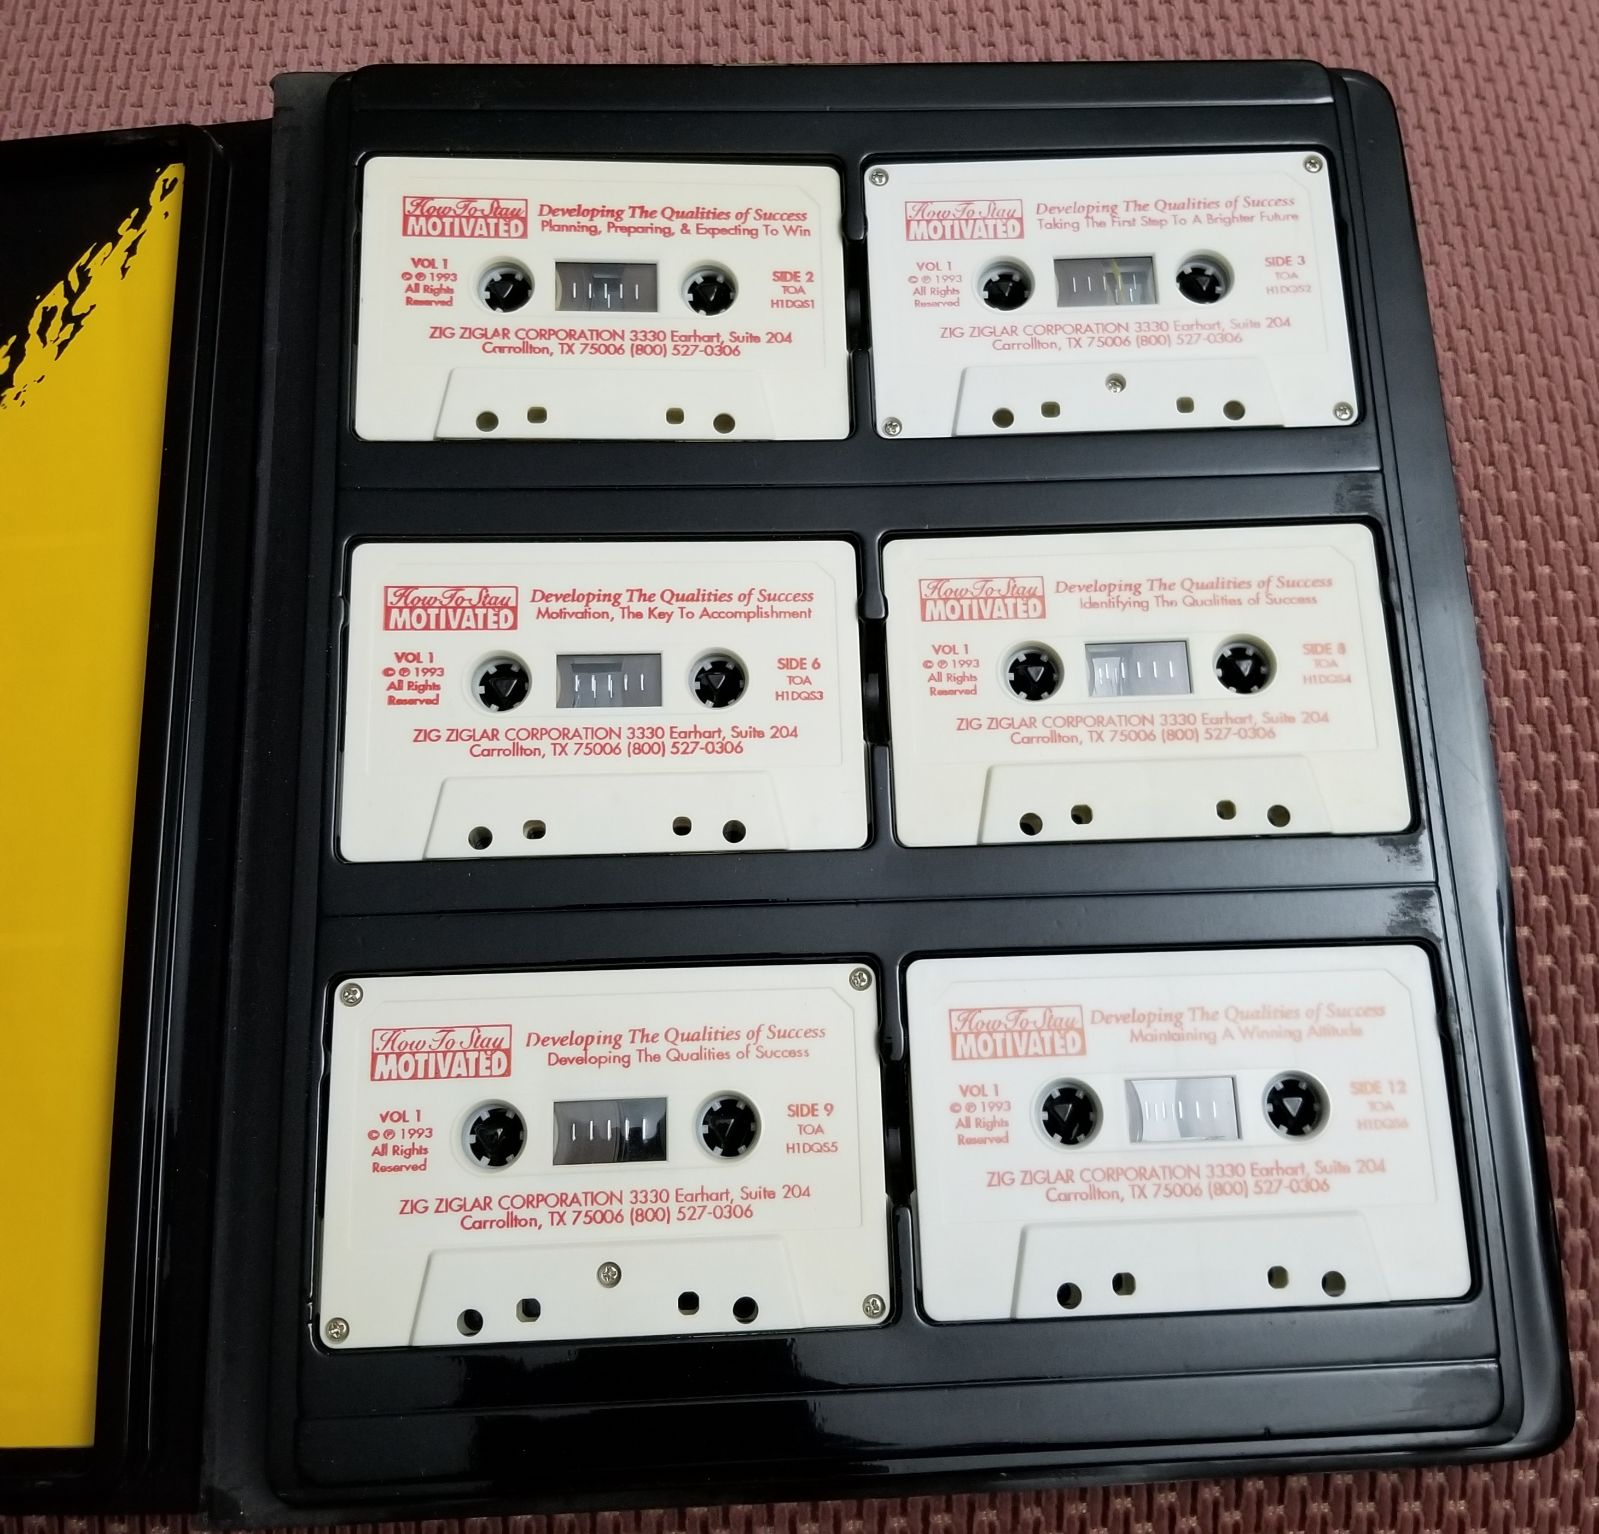 How To Stay
MOTIVATED
Developing The Qualities of Success
Planning, Preparing, & Expecting To Win
VOL 1
© ℗ 1993
All Rights
Reserved
SIDE 2
TOA
H1DQS1
ZIG ZIGLAR CORPORATION 3330 Earhart, Suite 204
Carrollton, TX 75006 (800) 527-0306
How To Stay
MOTIVATED
Developing The Qualities of Success
Taking The First Step To A Brighter Future
VOL 1
© ℗ 1993
All Rights
Reserved
SIDE 3
TOA
H1DQS2
ZIG ZIGLAR CORPORATION 3330 Earhart, Suite 204
Carrollton, TX 75006 (800) 527-0306
How To Stay
MOTIVATED
Developing The Qualities of Success
Motivation, The Key To Accomplishment
VOL 1
© ℗ 1993
All Rights
Reserved
SIDE 6
TOA
H1DQS3
ZIG ZIGLAR CORPORATION 3330 Earhart, Suite 204
Carrollton, TX 75006 (800) 527-0306
How To Stay
MOTIVATED
Developing The Qualities of Success
Identifying The Qualities of Success
VOL 1
© ℗ 1993
All Rights
Reserved
SIDE 8
TOA
H1DQS4
ZIG ZIGLAR CORPORATION 3330 Earhart, Suite 204
Carrollton, TX 75006 (800) 527-0306
How To Stay
MOTIVATED
Developing The Qualities of Success
Developing The Qualities of Success
VOL 1
© ℗ 1993
All Rights
Reserved
SIDE 9
TOA
H1DQS5
ZIG ZIGLAR CORPORATION 3330 Earhart, Suite 204
Carrollton, TX 75006 (800) 527-0306
How To Stay
MOTIVATED
Developing The Qualities of Success
Maintaining A Winning Attitude
VOL 1
© ℗ 1993
All Rights
Reserved
SIDE 12
TOA
H1DQS6
ZIG ZIGLAR CORPORATION 3330 Earhart, Suite 204
Carrollton, TX 75006 (800) 527-0306